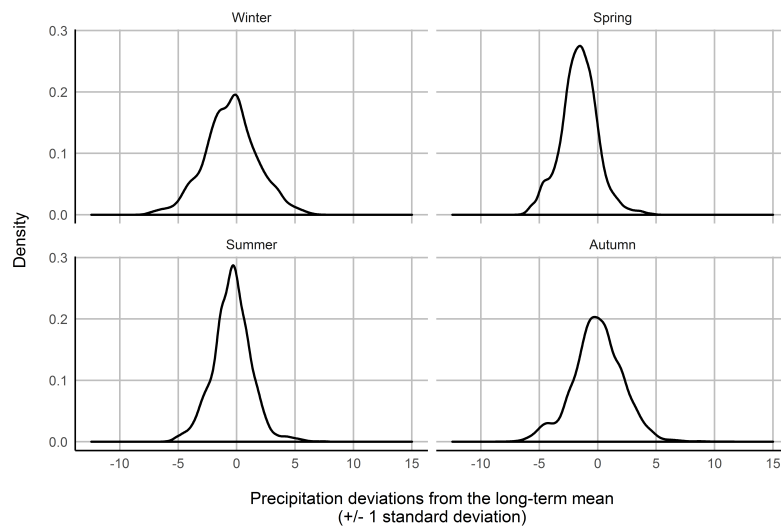 Winter
Spring
0.3
0.2
0.1
0.0
Density
Summer
Autumn
0.3
0.2
0.1
0.0
-10 -5 0 5 10 15
-10 -5 0 5 10 15
Precipitation deviations from the long-term mean
(+/- 1 standard deviation)